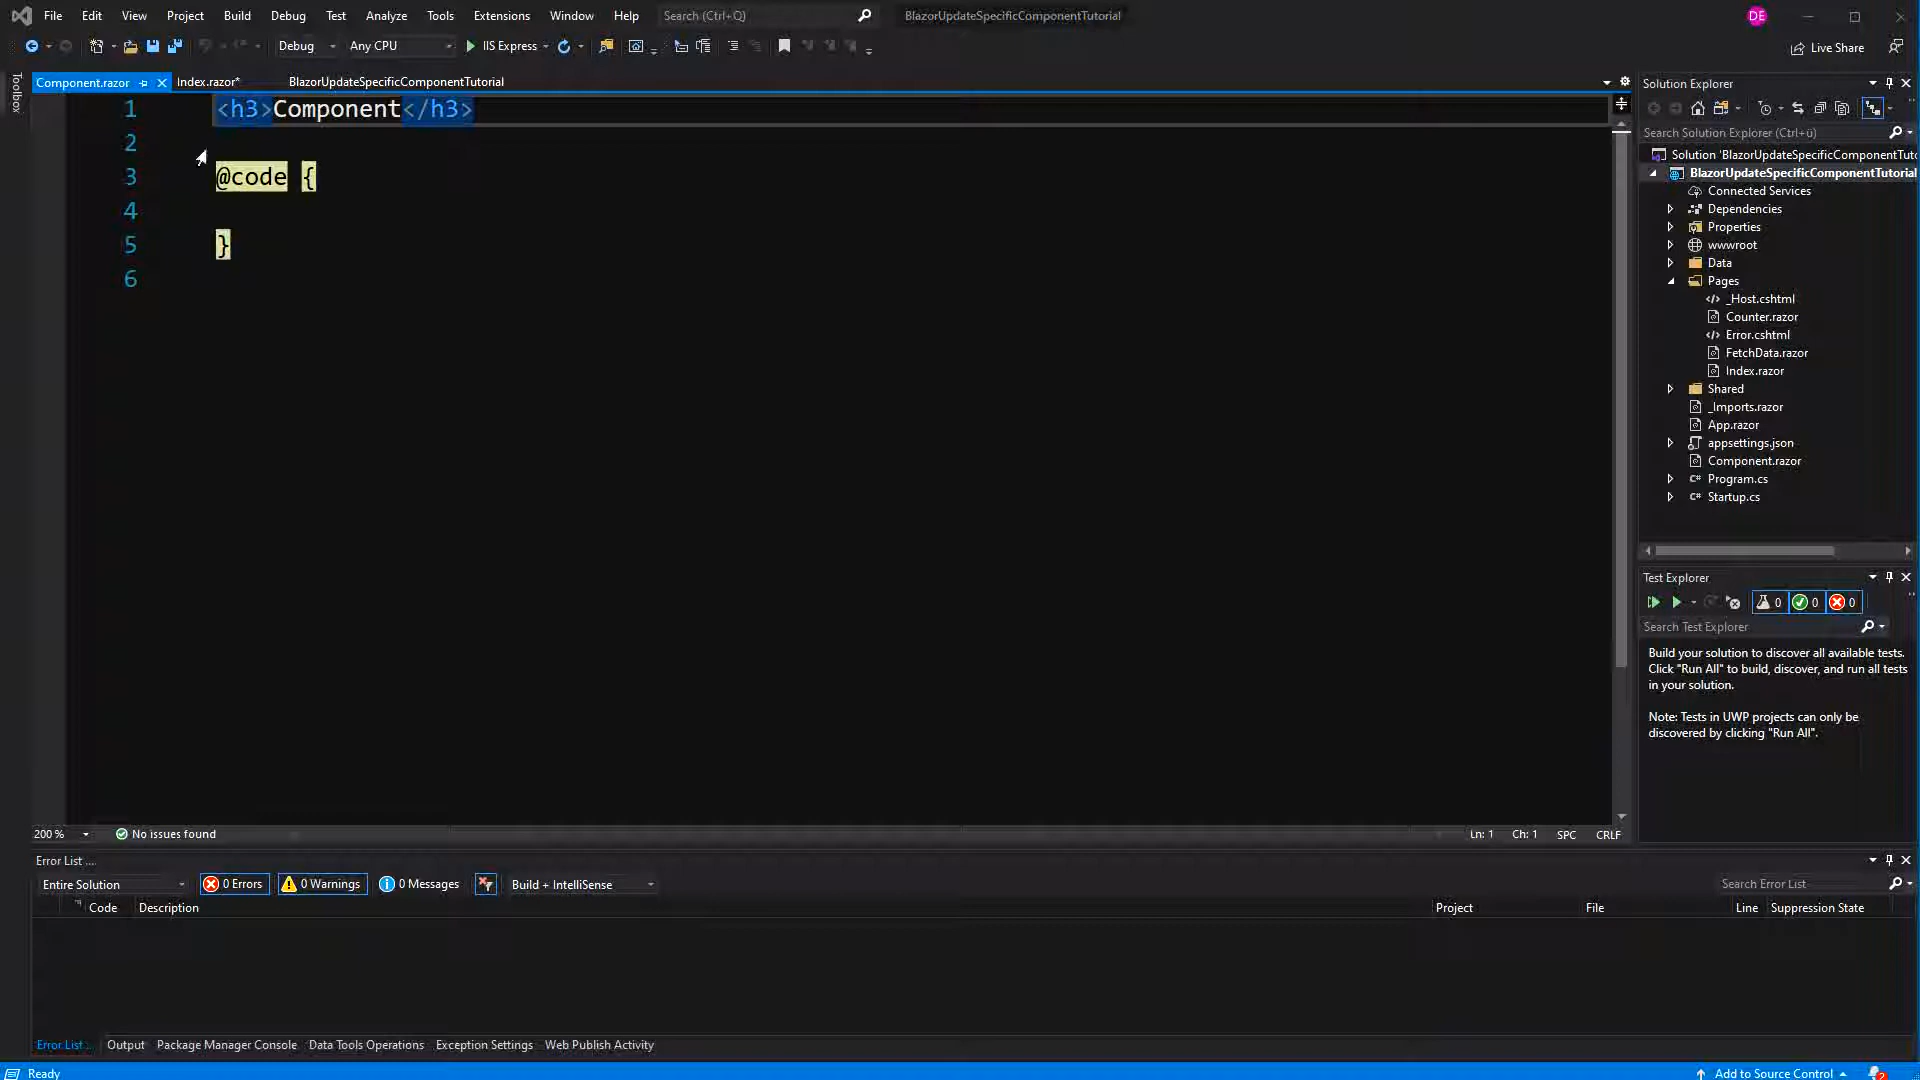 File Edit View Project Build Debug Test Analyze Tools Extensions Window Help Search (Ctrl+Q) BlazorUpdateSpecificComponentTutorial DE
Debug Any CPU IIS Express Live Share
Toolbox
Component.razor Index.razor* BlazorUpdateSpecificComponentTutorial
1 <h3>Component</h3>
2
3 @code {
4
5 }
6
200 % No issues found Ln: 1 Ch: 1 SPC CRLF
Solution Explorer
Search Solution Explorer (Ctrl+ü)
Solution 'BlazorUpdateSpecificComponentTuto
BlazorUpdateSpecificComponentTutorial
Connected Services
Dependencies
Properties
wwwroot
Data
Pages
_Host.cshtml
Counter.razor
Error.cshtml
FetchData.razor
Index.razor
Shared
_Imports.razor
App.razor
appsettings.json
Component.razor
Program.cs
Startup.cs
Test Explorer
0 0 0
Search Test Explorer
Build your solution to discover all available tests.
Click "Run All" to build, discover, and run all tests
in your solution.
Note: Tests in UWP projects can only be
discovered by clicking "Run All".
Error List ...
Entire Solution 0 Errors 0 Warnings 0 Messages Build + IntelliSense Search Error List
Code Description Project File Line Suppression State
Error List ... Output Package Manager Console Data Tools Operations Exception Settings Web Publish Activity
Ready Add to Source Control 2